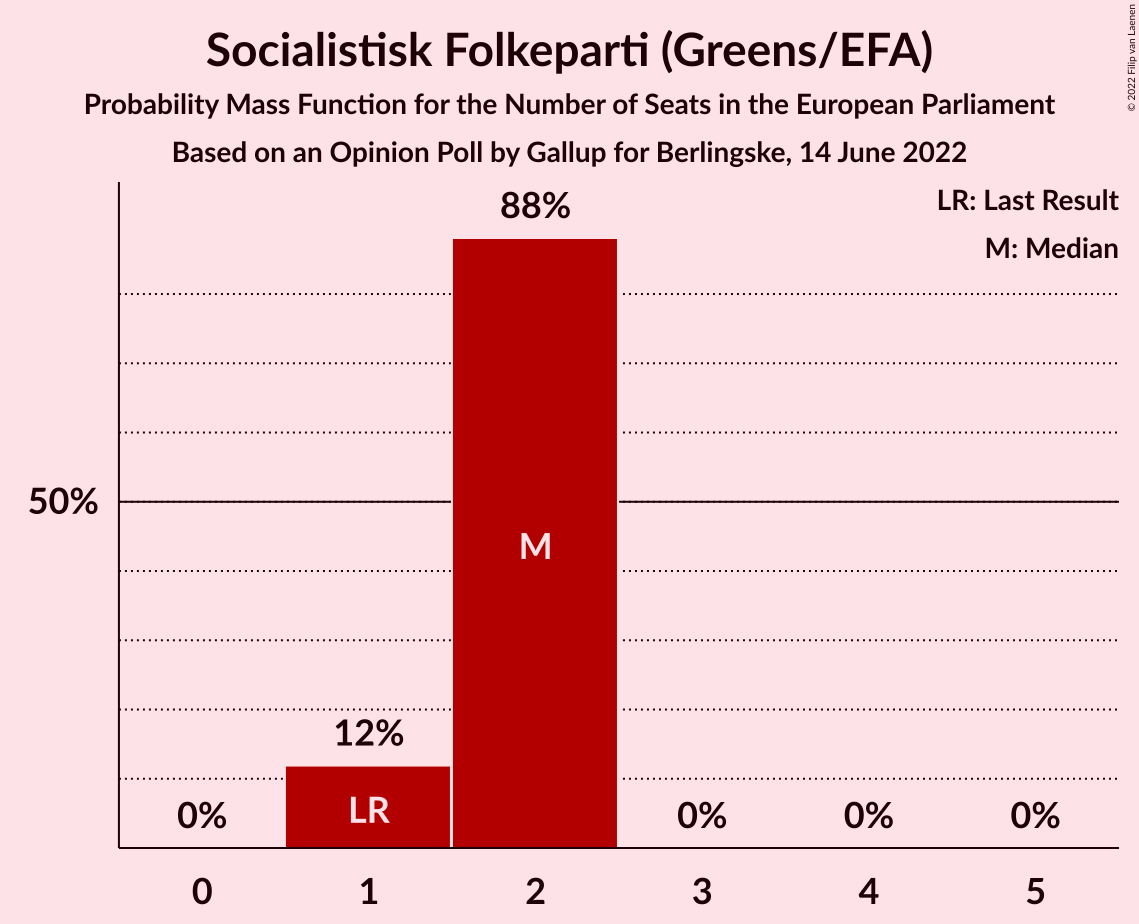 Socialistisk Folkeparti (Greens/EFA)
Probability Mass Function for the Number of Seats in the European Parliament
Based on an Opinion Poll by Gallup for Berlingske, 14 June 2022
© 2022 Filip van Laenen
LR: Last Result
M: Median
88%
50%
M
12%
LR
0%
0%
0%
0%
0 1 2 3 4 5